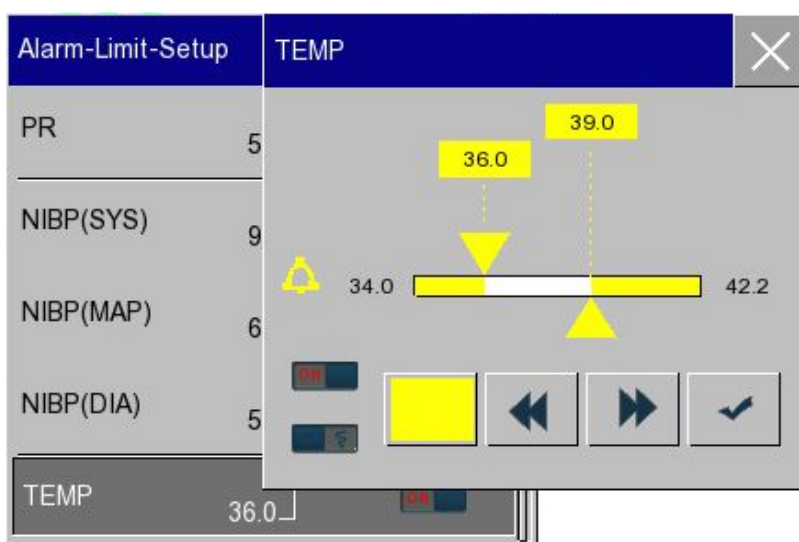 Alarm-Limit-Setup
TEMP
PR
5
NIBP(SYS)
9
NIBP(MAP)
6
NIBP(DIA)
5
TEMP
36.0
ON
39.0
36.0
34.0
42.2
ON